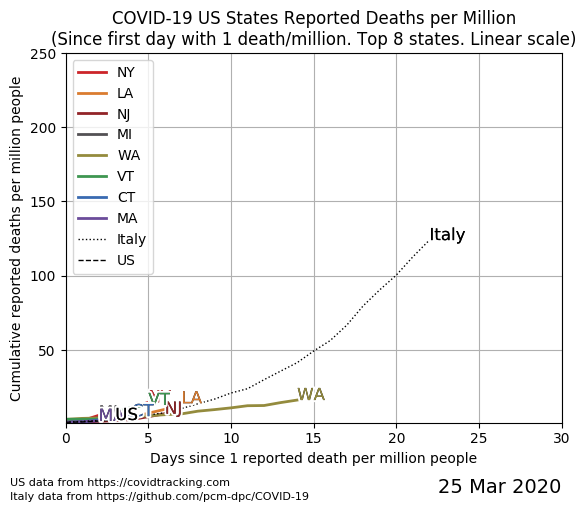 COVID-19 US States Reported Deaths per Million
(Since first day with 1 death/million. Top 8 states. Linear scale)
Cumulative reported deaths per million people
250
200
150
100
50
NY
LA
NJ
MI
WA
VT
CT
MA
Italy
US
Italy
WA
LA
VT
NJ
CT
US
0
5
10
15
20
25
30
Days since 1 reported death per million people
US data from https://covidtracking.com
Italy data from https://github.com/pcm-dpc/COVID-19
25 Mar 2020